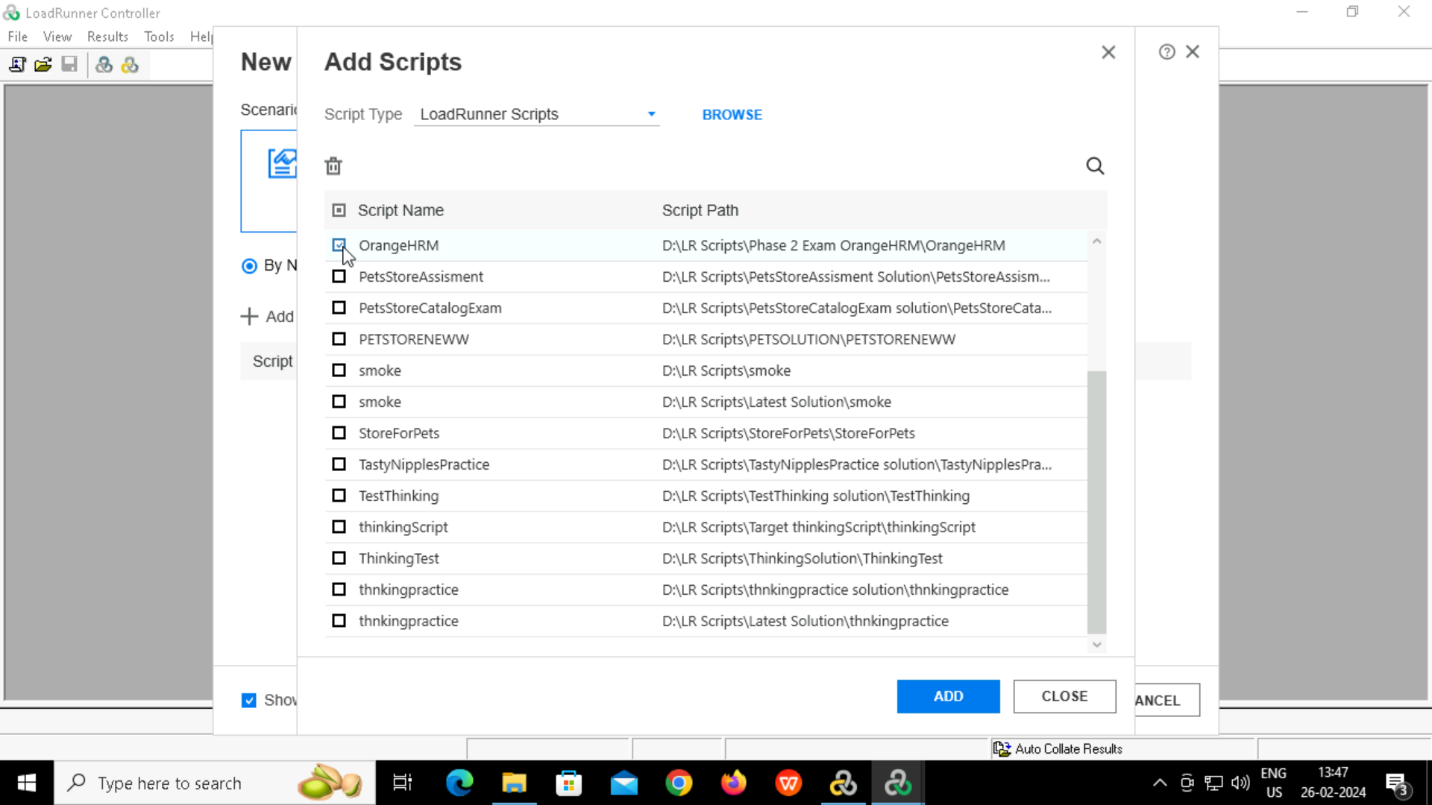 LoadRunner Controller
File View Results Tools Help
New
Add Scripts
Scenari
Script Type LoadRunner Scripts BROWSE
Script Name Script Path
OrangeHRM D:\LR Scripts\Phase 2 Exam OrangeHRM\OrangeHRM
By N
PetsStoreAssisment D:\LR Scripts\PetsStoreAssisment Solution\PetsStoreAssism...
PetsStoreCatalogExam D:\LR Scripts\PetsStoreCatalogExam solution\PetsStoreCata...
Add
PETSTORENEWW D:\LR Scripts\PETSOLUTION\PETSTORENEWW
Script
smoke D:\LR Scripts\smoke
smoke D:\LR Scripts\Latest Solution\smoke
StoreForPets D:\LR Scripts\StoreForPets\StoreForPets
TastyNipplesPractice D:\LR Scripts\TastyNipplesPractice solution\TastyNipplesPra...
TestThinking D:\LR Scripts\TestThinking solution\TestThinking
thinkingScript D:\LR Scripts\Target thinkingScript\thinkingScript
ThinkingTest D:\LR Scripts\ThinkingSolution\ThinkingTest
thnkingpractice D:\LR Scripts\thnkingpractice solution\thnkingpractice
thnkingpractice D:\LR Scripts\Latest Solution\thnkingpractice
Show
ADD CLOSE ANCEL
Auto Collate Results
Type here to search
ENG 13:47
US 26-02-2024 3